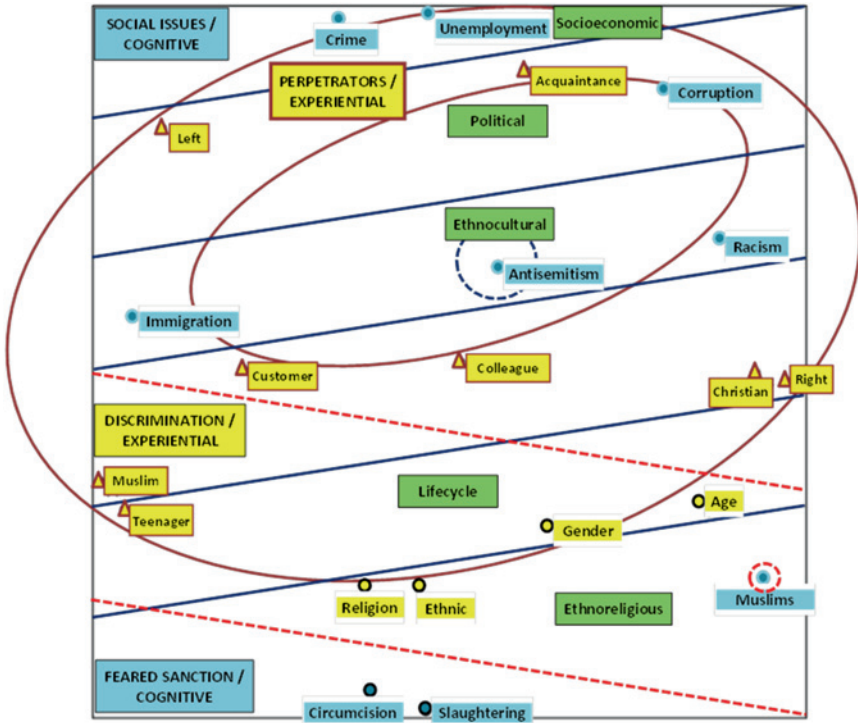 SOCIAL ISSUES /
COGNITIVE
Crime
Unemployment
Socioeconomic
PERPETRATORS /
EXPERIENTIAL
Acquaintance
Corruption
Left
Political
Ethnocultural
Racism
Antisemitism
Immigration
Customer
Colleague
Christian
Right
DISCRIMINATION /
EXPERIENTIAL
Muslim
Lifecycle
Teenager
Age
Gender
Religion
Ethnic
Ethnoreligious
Muslims
FEARED SANCTION /
COGNITIVE
Circumcision
Slaughtering